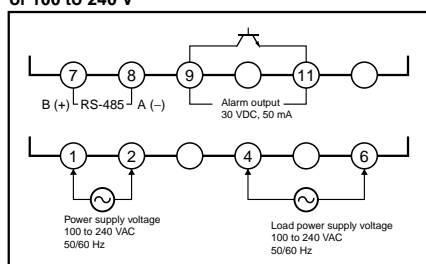 or 100 to 240 V
7 8 9 11
B (+) RS-485 A (−) Alarm output
30 VDC, 50 mA
1 2 4 6
Power supply voltage
100 to 240 VAC
50/60 Hz
Load power supply voltage
100 to 240 VAC
50/60 Hz